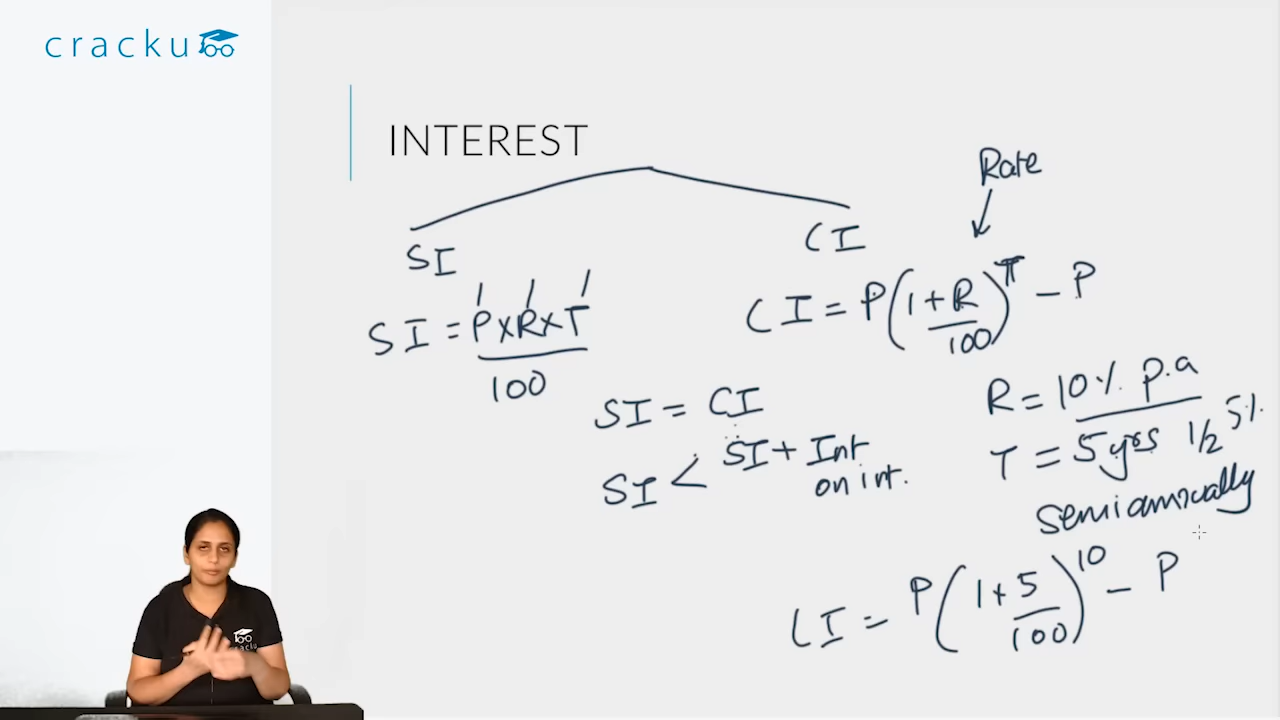 cracku
INTEREST
Rate
SI
CI
SI = P×R×T/100
CI = P(1+R/100)^T − P
SI = CI
SI < SI + Int
on int.
R = 10% p.a
T = 5 yrs 1/2 5%
semiannually
CI = P(1+5/100)^10 − P